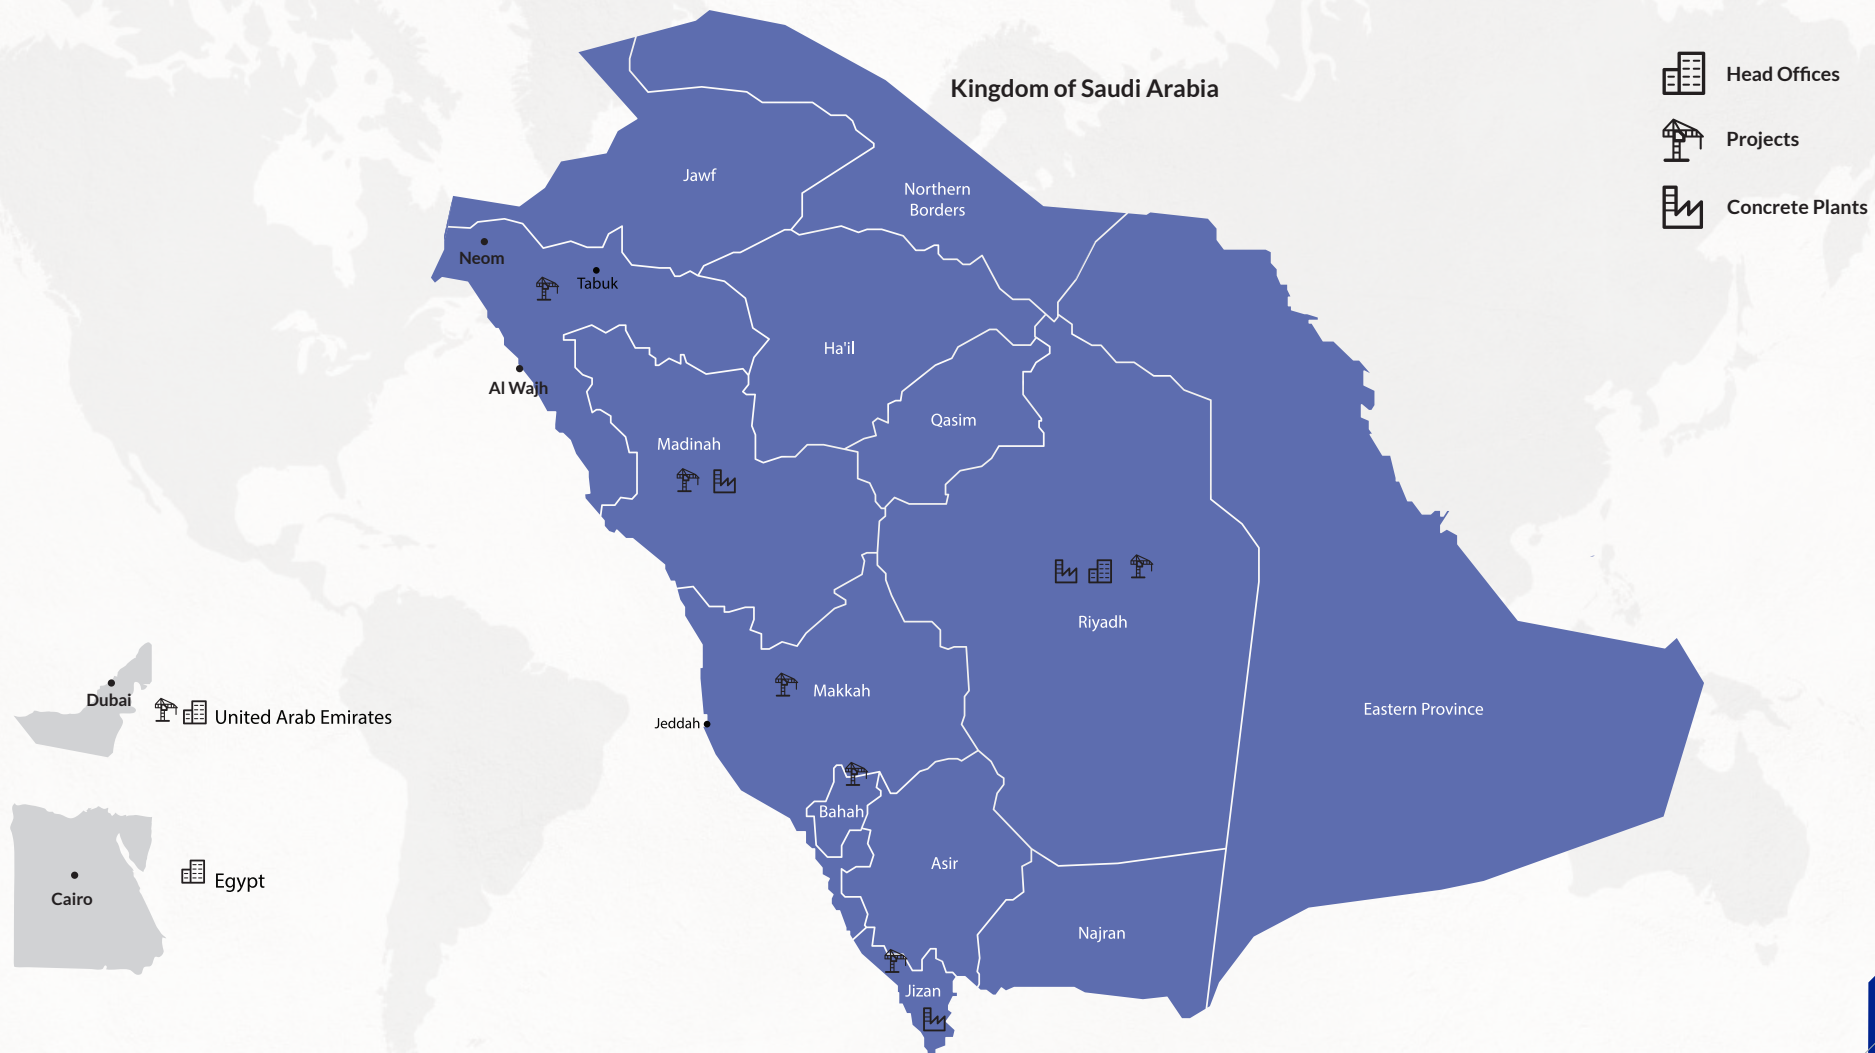 Kingdom of Saudi Arabia
Head Offices
Projects
Concrete Plants
Jawf
Northern
Borders
Neom
Tabuk
Ha'il
Al Wajh
Qasim
Madinah
Riyadh
Makkah
Jeddah
Eastern Province
Dubai
United Arab Emirates
Bahah
Asir
Egypt
Cairo
Najran
Jizan